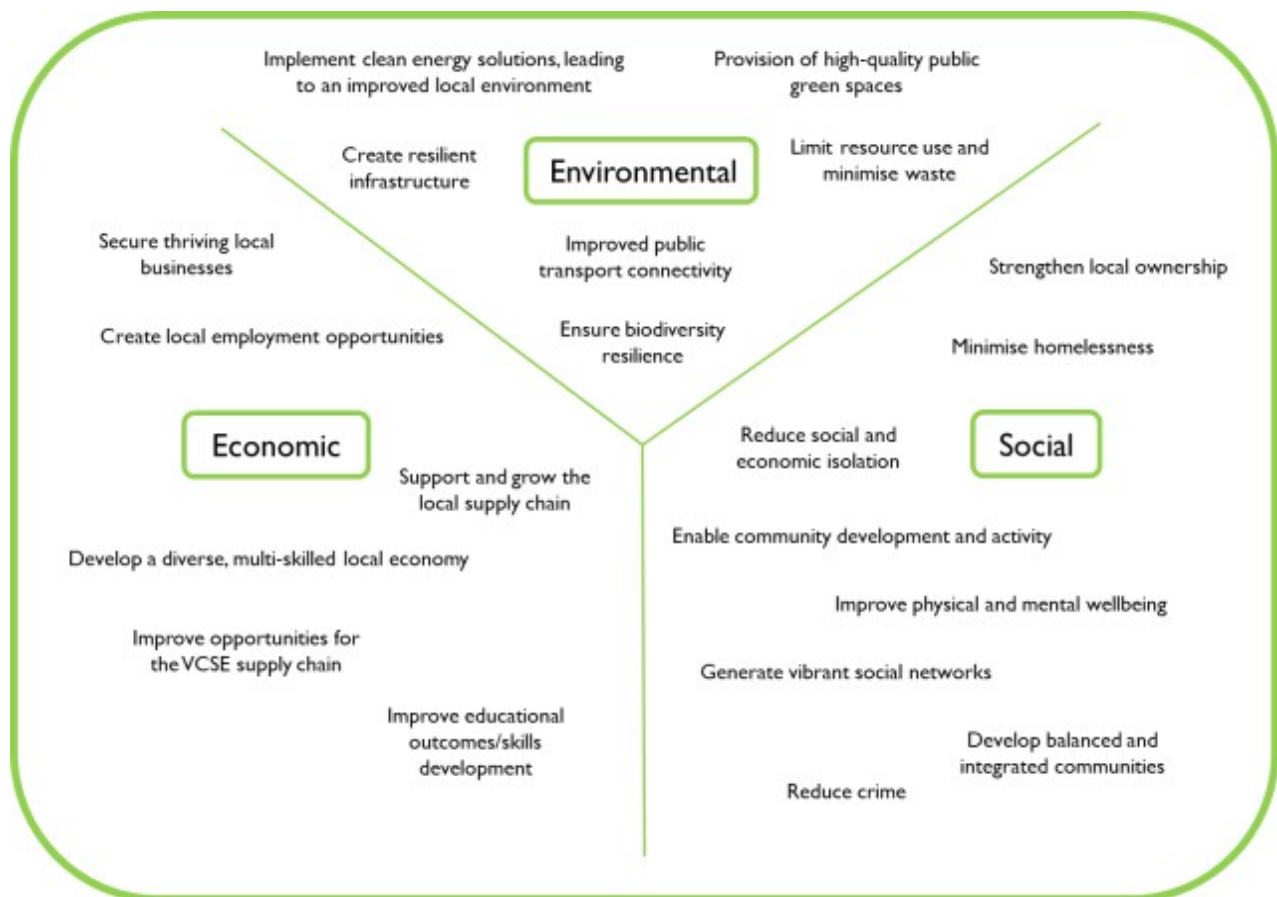 Implement clean energy solutions, leading
to an improved local environment
Provision of high-quality public
green spaces
Create resilient
infrastructure
Environmental
Limit resource use and
minimise waste
Improved public
transport connectivity
Ensure biodiversity
resilience
Secure thriving local
businesses
Create local employment opportunities
Economic
Support and grow the
local supply chain
Develop a diverse, multi-skilled local economy
Improve opportunities for
the VCSE supply chain
Improve educational
outcomes/skills
development
Strengthen local ownership
Minimise homelessness
Reduce social and
economic isolation
Social
Enable community development and activity
Improve physical and mental wellbeing
Generate vibrant social networks
Develop balanced and
integrated communities
Reduce crime